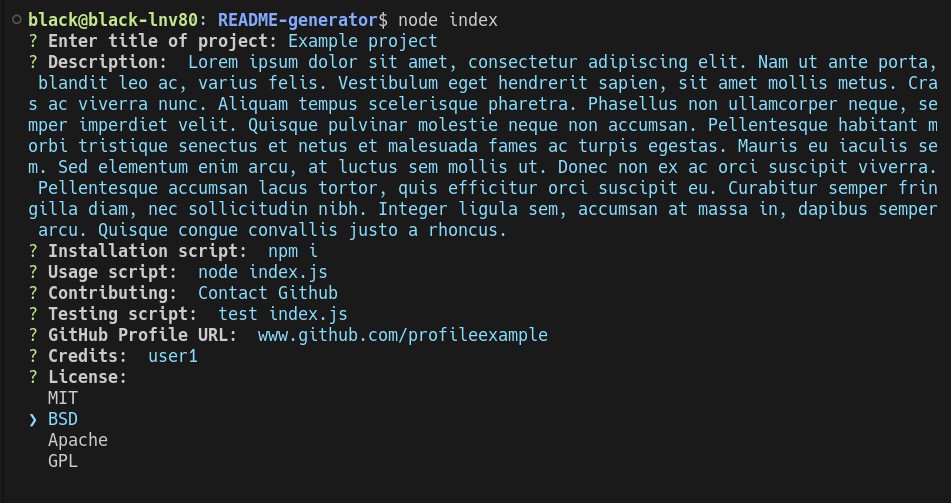 black@black-lnv80: README-generator$ node index
? Enter title of project: Example project
? Description:  Lorem ipsum dolor sit amet, consectetur adipiscing elit. Nam ut ante porta,
 blandit leo ac, varius felis. Vestibulum eget hendrerit sapien, sit amet mollis metus. Cra
s ac viverra nunc. Aliquam tempus scelerisque pharetra. Phasellus non ullamcorper neque, se
mper imperdiet velit. Quisque pulvinar molestie neque non accumsan. Pellentesque habitant m
orbi tristique senectus et netus et malesuada fames ac turpis egestas. Mauris eu iaculis se
m. Sed elementum enim arcu, at luctus sem mollis ut. Donec non ex ac orci suscipit viverra.
 Pellentesque accumsan lacus tortor, quis efficitur orci suscipit eu. Curabitur semper frin
gilla diam, nec sollicitudin nibh. Integer ligula sem, accumsan at massa in, dapibus semper
 arcu. Quisque congue convallis justo a rhoncus.
? Installation script:  npm i
? Usage script:  node index.js
? Contributing:  Contact Github
? Testing script:  test index.js
? GitHub Profile URL:  www.github.com/profileexample
? Credits:  user1
? License:
  MIT
❯ BSD
  Apache
  GPL